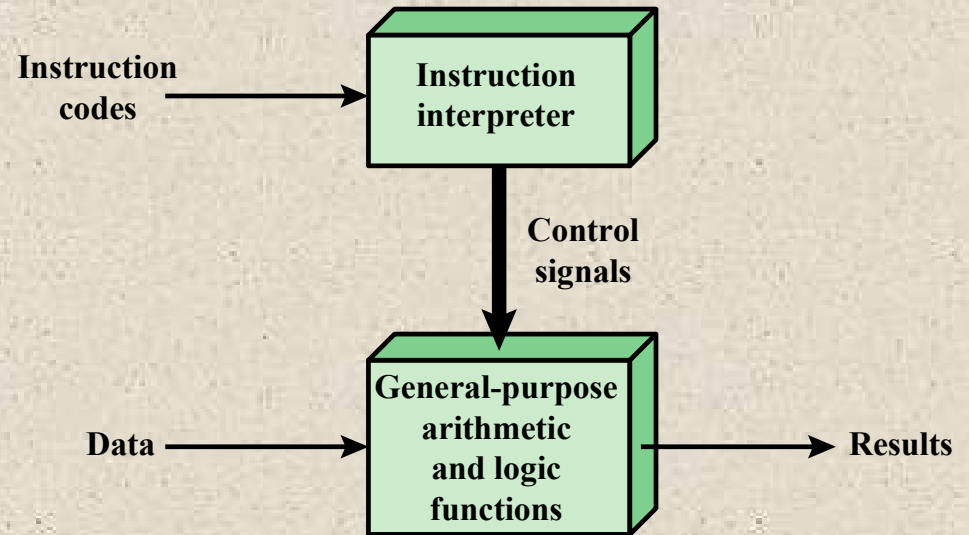 Instruction
codes
Instruction
interpreter
Control
signals
Data
General-purpose
arithmetic
and logic
functions
Results